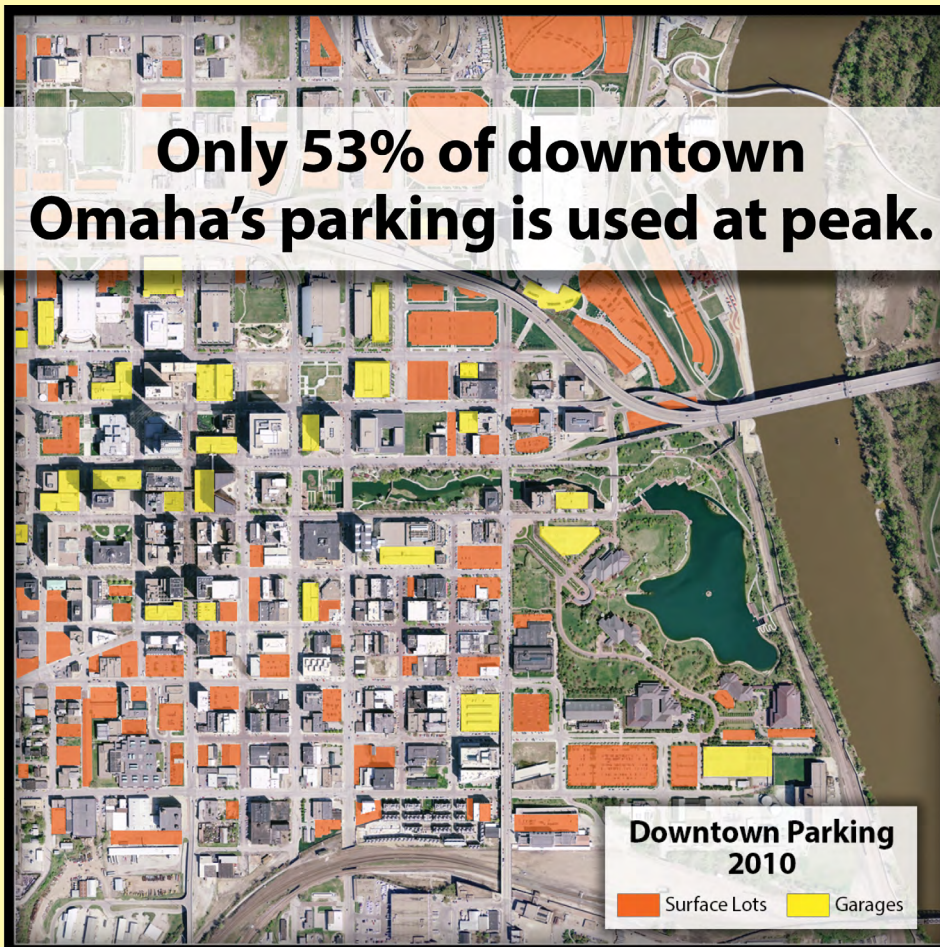 Only 53% of downtown
Omaha’s parking is used at peak.
Downtown Parking
2010
Surface Lots
Garages